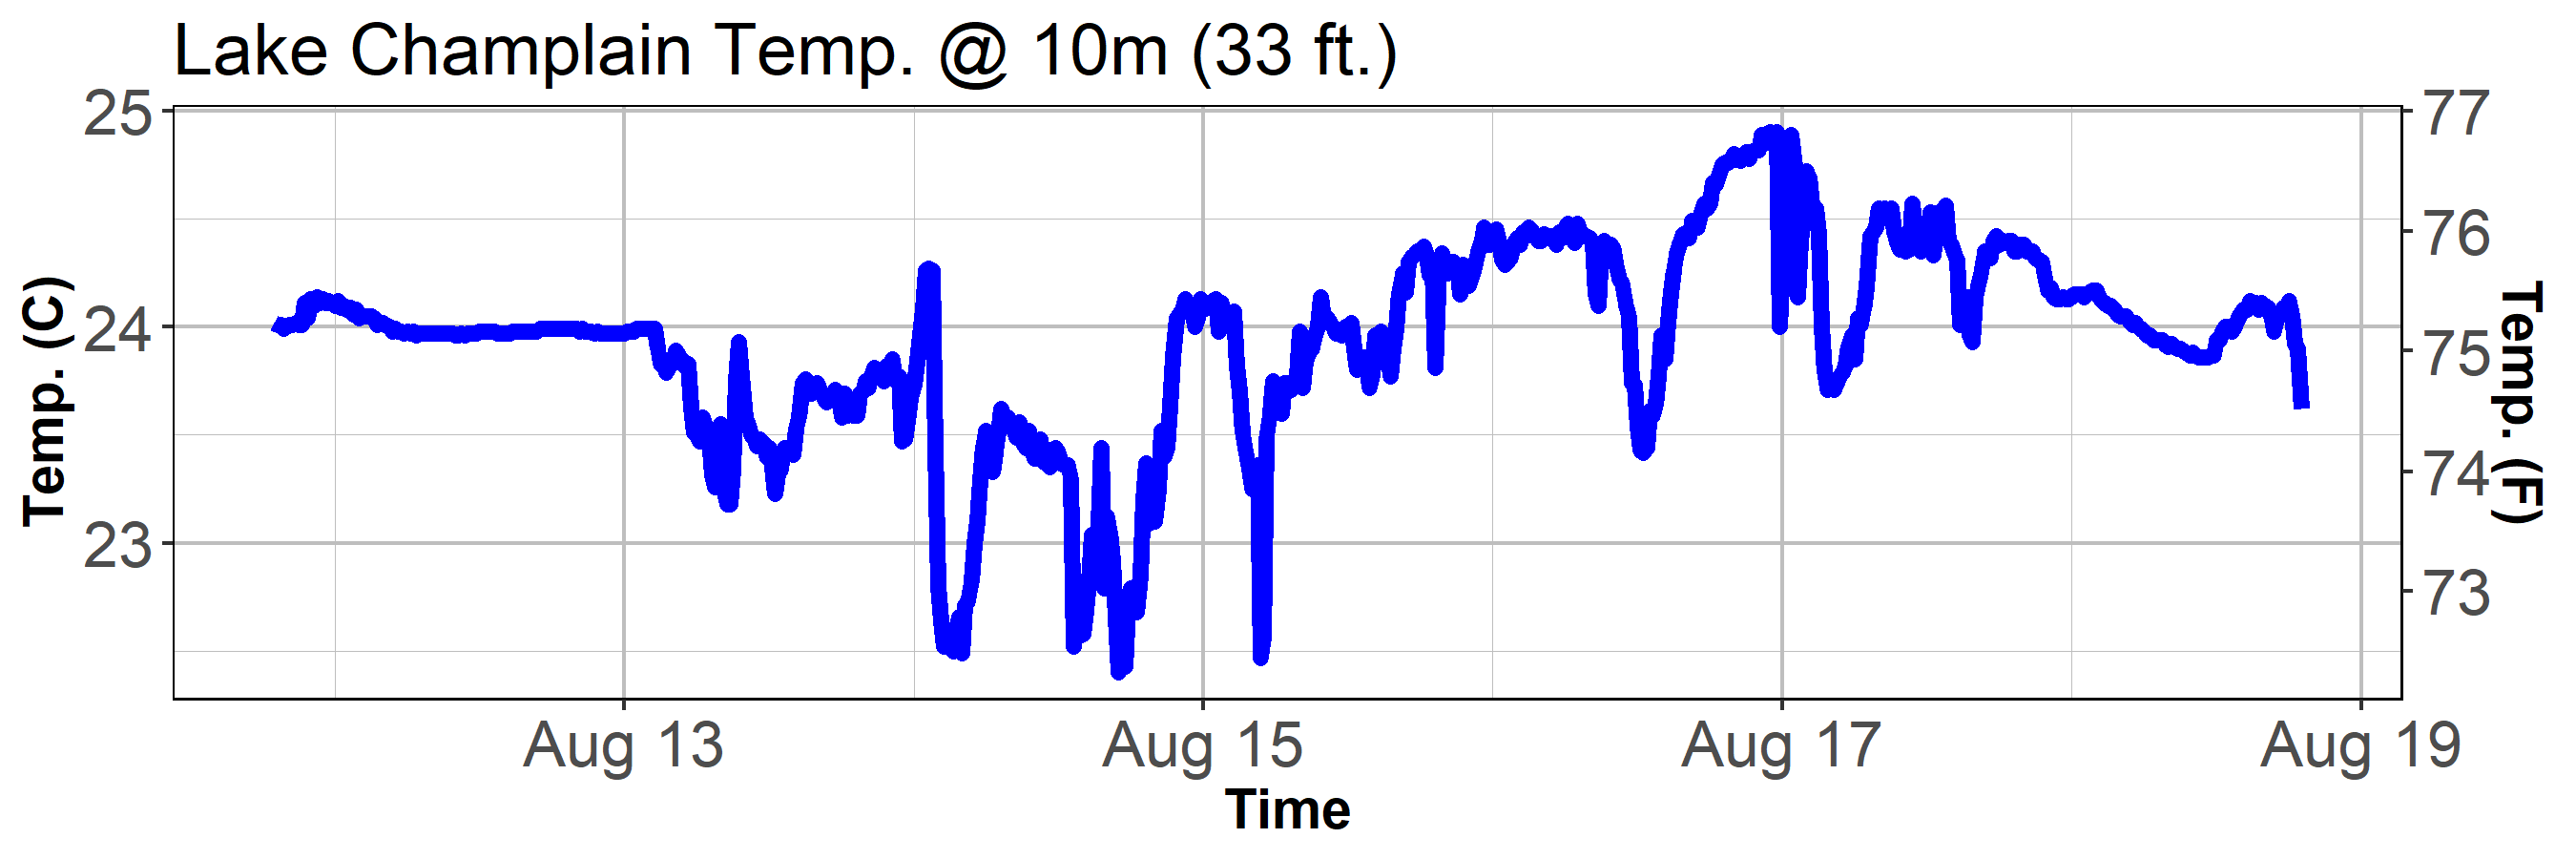 Lake Champlain Temp. @ 10m (33 ft.)
25
24
23
Temp. (C)
77
76
75
74
73
Temp. (F)
Aug 13 Aug 15 Aug 17 Aug 19
Time